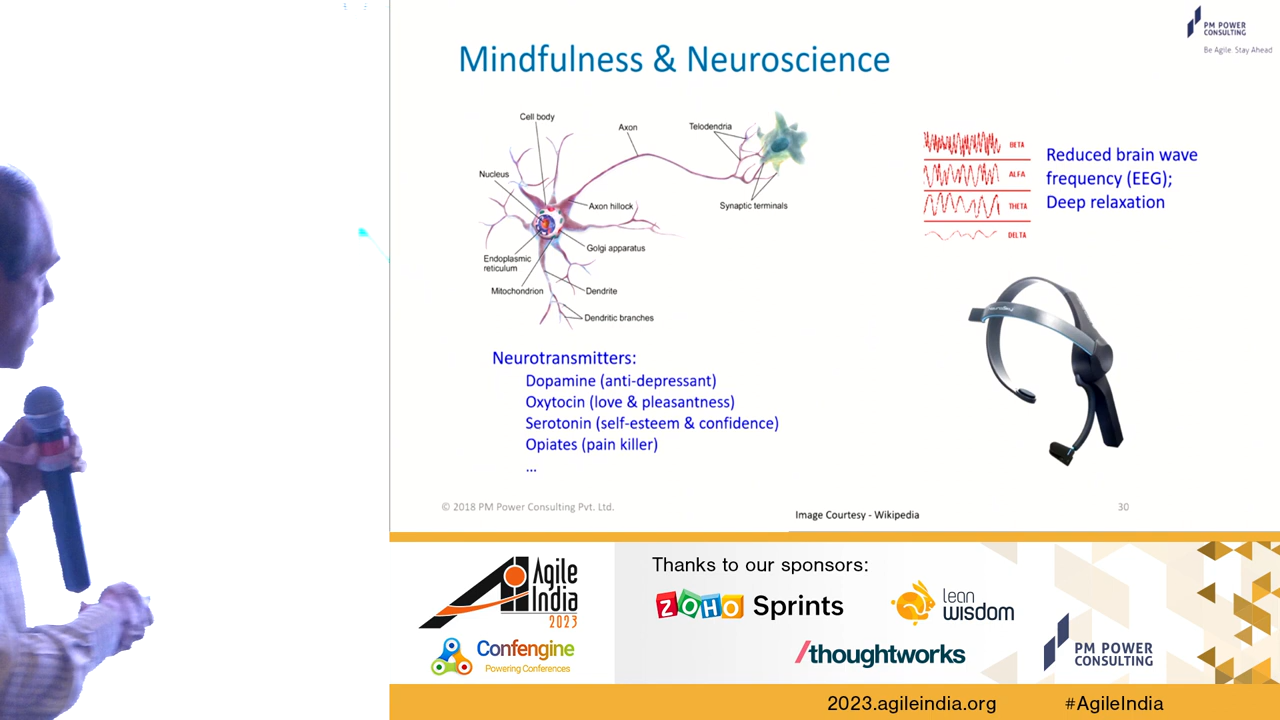 PM POWER
CONSULTING
Be Agile. Stay Ahead
Mindfulness & Neuroscience
Cell body
Axon
Telodendria
Nucleus
Axon hillock
Synaptic terminals
Golgi apparatus
Endoplasmic
reticulum
Mitochondrion
Dendrite
Dendritic branches
BETA
ALFA
THETA
DELTA
Reduced brain wave
frequency (EEG);
Deep relaxation
Neurotransmitters:
Dopamine (anti-depressant)
Oxytocin (love & pleasantness)
Serotonin (self-esteem & confidence)
Opiates (pain killer)
...
© 2018 PM Power Consulting Pvt. Ltd.
Image Courtesy - Wikipedia
30
Agile
India
2023
Confengine
Powering Conferences
Thanks to our sponsors:
ZOHO Sprints
lean
wisdom
/thoughtworks
PM POWER
CONSULTING
2023.agileindia.org
#AgileIndia